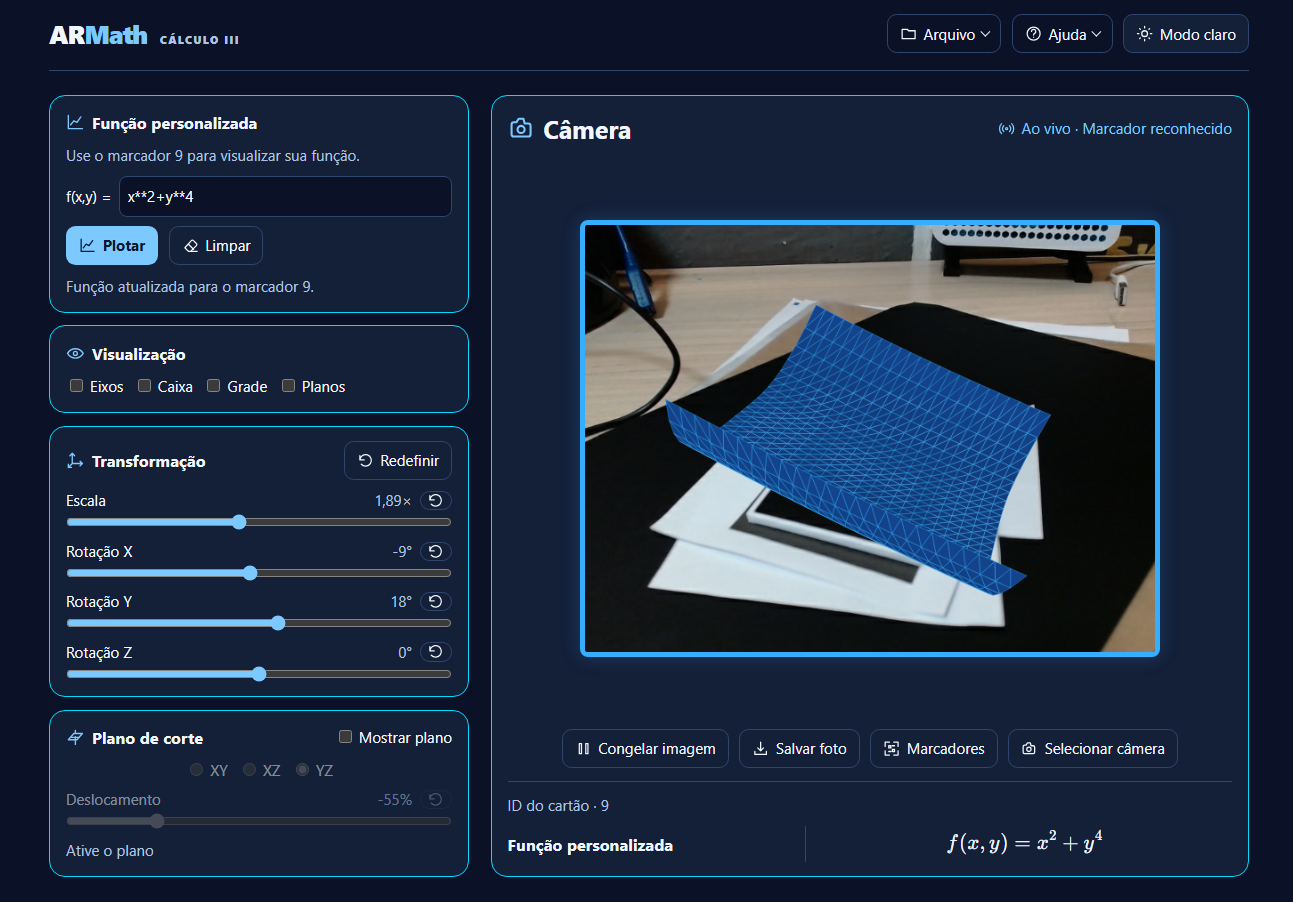 ARMath CÁLCULO III
Arquivo
Ajuda
Modo claro
Função personalizada
Use o marcador 9 para visualizar sua função.
f(x,y) = x**2+y**4
Plotar
Limpar
Função atualizada para o marcador 9.
Visualização
Eixos Caixa Grade Planos
Transformação
Redefinir
Escala 1,89×
Rotação X -9°
Rotação Y 18°
Rotação Z 0°
Plano de corte
Mostrar plano
XY XZ YZ
Deslocamento -55%
Ative o plano
Câmera
Ao vivo · Marcador reconhecido
Congelar imagem
Salvar foto
Marcadores
Selecionar câmera
ID do cartão · 9
Função personalizada
f(x, y) = x² + y⁴